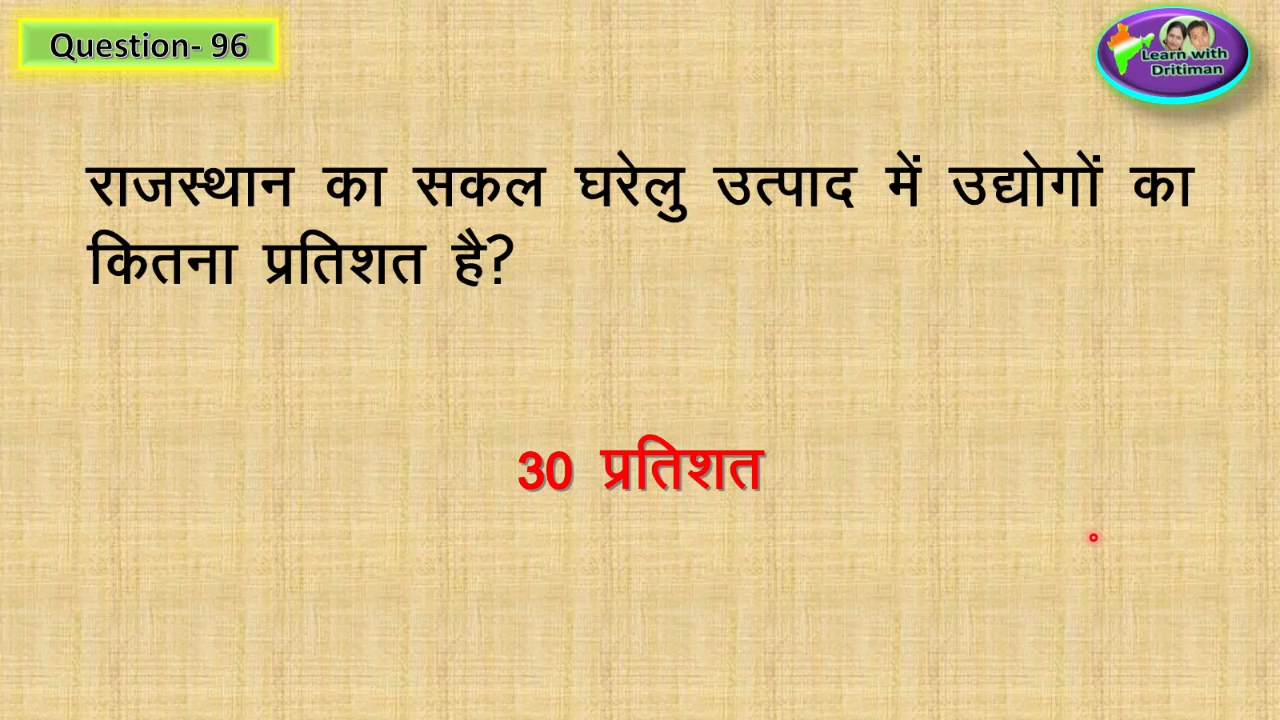 Question- 96
Learn with
Dritiman
राजस्थान का सकल घरेलु उत्पाद में उद्योगों का
कितना प्रतिशत है?
30 प्रतिशत